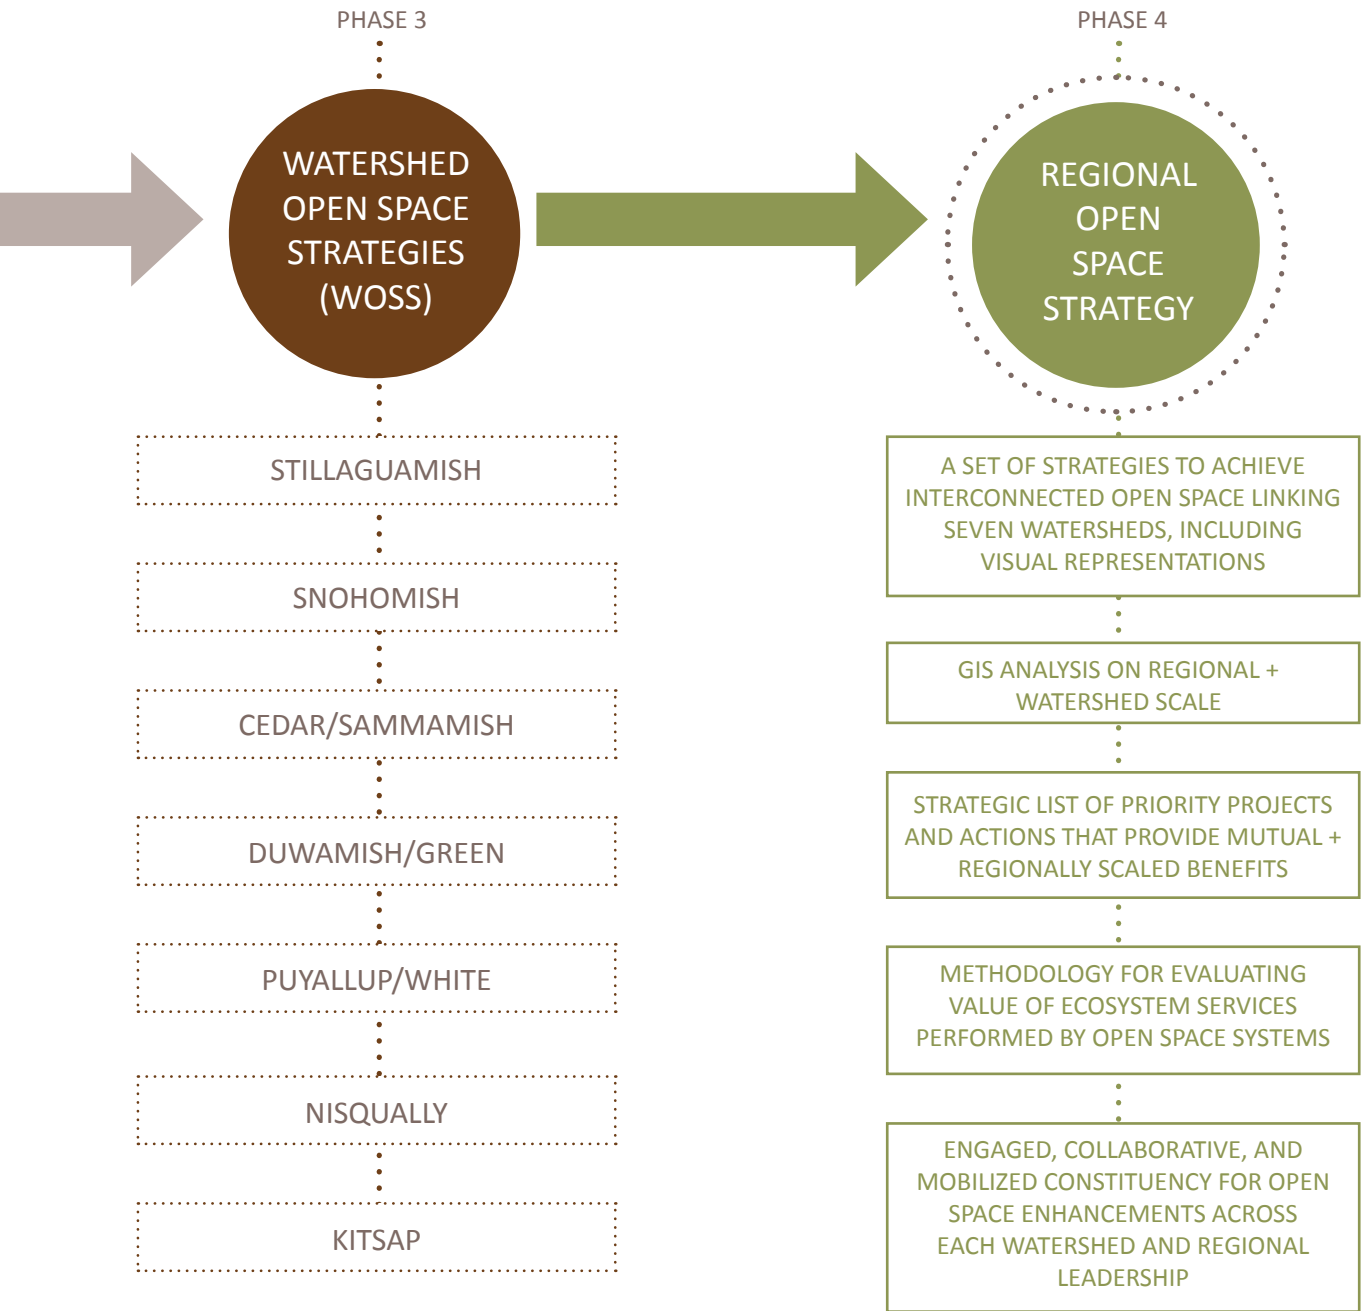 PHASE 3
WATERSHED
OPEN SPACE
STRATEGIES
(WOSS)
STILLAGUAMISH
SNOHOMISH
CEDAR/SAMMAMISH
DUWAMISH/GREEN
PUYALLUP/WHITE
NISQUALLY
KITSAP
PHASE 4
REGIONAL
OPEN
SPACE
STRATEGY
A SET OF STRATEGIES TO ACHIEVE
INTERCONNECTED OPEN SPACE LINKING
SEVEN WATERSHEDS, INCLUDING
VISUAL REPRESENTATIONS
GIS ANALYSIS ON REGIONAL +
WATERSHED SCALE
STRATEGIC LIST OF PRIORITY PROJECTS
AND ACTIONS THAT PROVIDE MUTUAL +
REGIONALLY SCALED BENEFITS
METHODOLOGY FOR EVALUATING
VALUE OF ECOSYSTEM SERVICES
PERFORMED BY OPEN SPACE SYSTEMS
ENGAGED, COLLABORATIVE, AND
MOBILIZED CONSTITUENCY FOR OPEN
SPACE ENHANCEMENTS ACROSS
EACH WATERSHED AND REGIONAL
LEADERSHIP